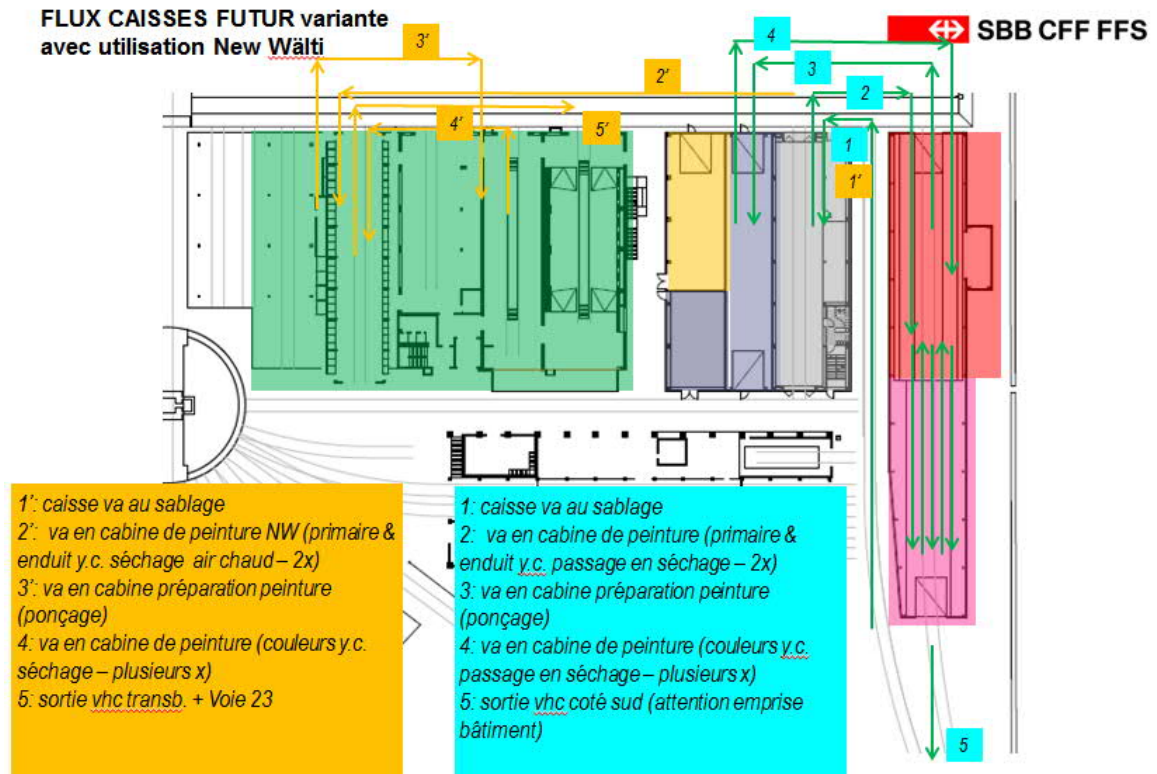 FLUX CAISSES FUTUR variante
avec utilisation New Wälti
SBB CFF FFS
3'
4
3
2'
2
4'
5'
1
1'
1': caisse va au sablage
2': va en cabine de peinture NW (primaire &
enduit y.c. séchage air chaud – 2x)
3': va en cabine préparation peinture
(ponçage)
4: va en cabine de peinture (couleurs y.c.
séchage – plusieurs x)
5: sortie vhc transb. + Voie 23
1: caisse va au sablage
2: va en cabine de peinture (primaire &
enduit y.c. passage en séchage – 2x)
3: va en cabine préparation peinture
(ponçage)
4: va en cabine de peinture (couleurs y.c.
passage en séchage – plusieurs x)
5: sortie vhc coté sud (attention emprise
bâtiment)
5